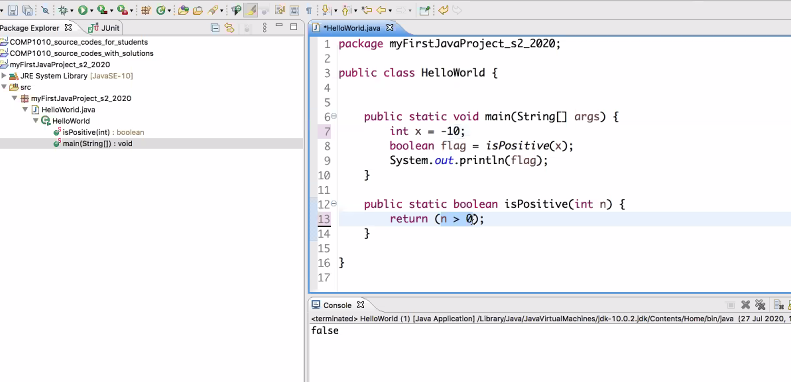 Package Explorer
JUnit
COMP1010_source_codes_for_students
COMP1010_source_codes_with_solutions
myFirstJavaProject_s2_2020
JRE System Library [JavaSE-10]
src
myFirstJavaProject_s2_2020
HelloWorld.java
HelloWorld
isPositive(int) : boolean
main(String[]) : void
*HelloWorld.java
1 package myFirstJavaProject_s2_2020;
2
3 public class HelloWorld {
4
5
6 public static void main(String[] args) {
7 int x = -10;
8 boolean flag = isPositive(x);
9 System.out.println(flag);
10 }
11
12 public static boolean isPositive(int n) {
13 return (n > 0);
14 }
15
16 }
17
Console
<terminated> HelloWorld (1) [Java Application] /Library/Java/JavaVirtualMachines/jdk-10.0.2.jdk/Contents/Home/bin/java (27 Jul 2020, 1
false